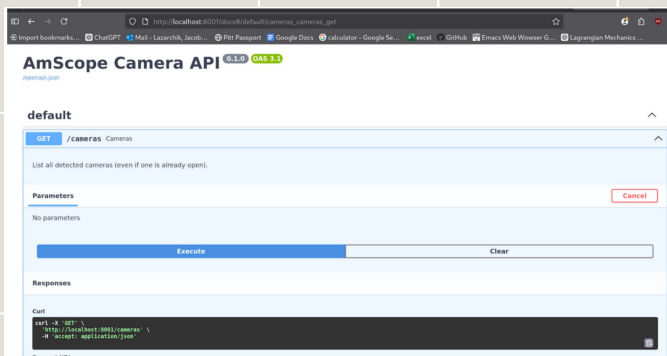 http://localhost:8001/docs#/default/cameras_cameras_get
Import bookmarks... ChatGPT Mail - Lazarchik, Jacob... Pitt Passport Google Docs calculator - Google Se... excel GitHub Emacs Web Wowser G... Lagrangian Mechanics ...
AmScope Camera API 0.1.0 OAS 3.1
/openapi.json
default
GET /cameras Cameras
List all detected cameras (even if one is already open).
Parameters Cancel
No parameters
Execute Clear
Responses
Curl
curl -X 'GET' \
'http://localhost:8001/cameras' \
-H 'accept: application/json'